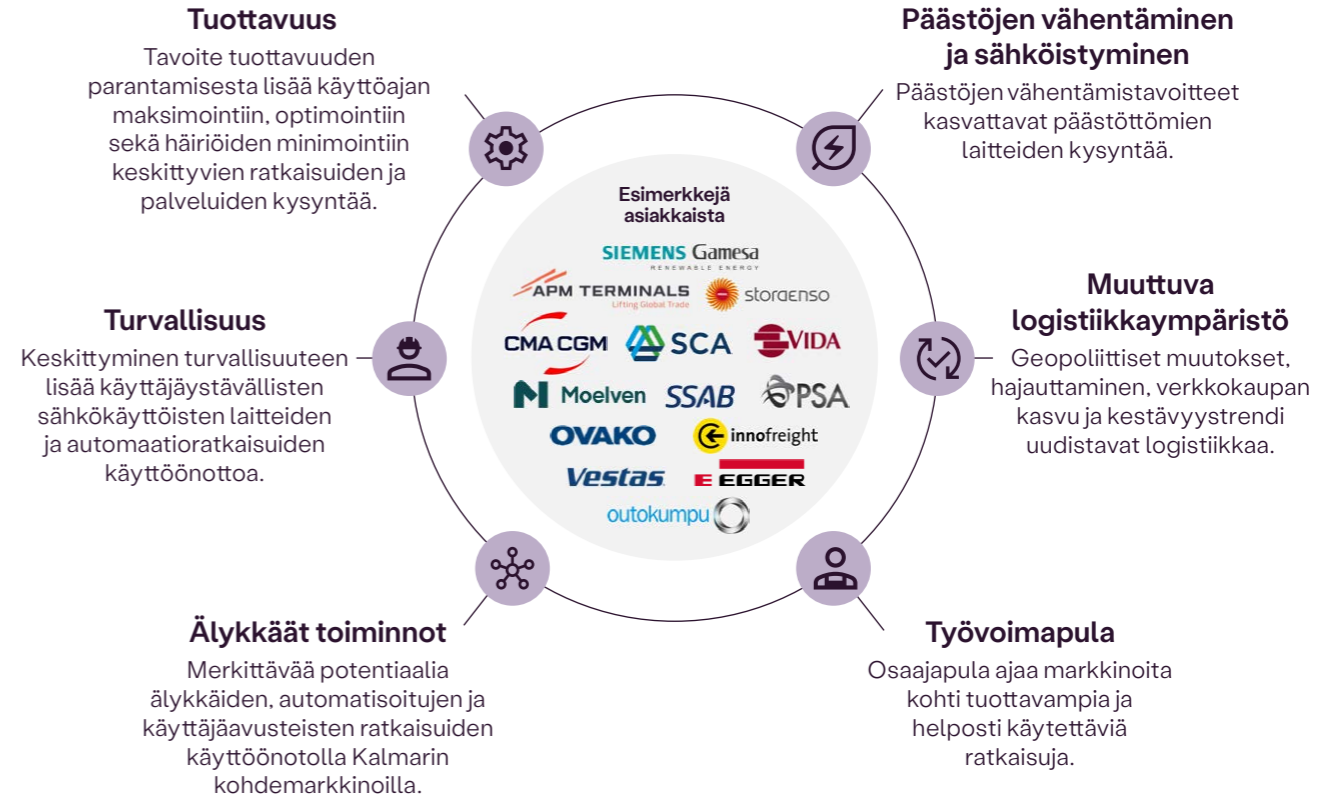 Tuottavuus
Tavoite tuottavuuden
parantamisesta lisää käyttöajan
maksimointiin, optimointiin
sekä häiriöiden minimointiin
keskittyvien ratkaisuiden ja
palveluiden kysyntää.
Päästöjen vähentäminen
ja sähköistyminen
Päästöjen vähentämistavoitteet
kasvattavat päästöttömien
laitteiden kysyntää.
Turvallisuus
Keskittyminen turvallisuuteen
lisää käyttäjäystävällisten
sähkökäyttöisten laitteiden
ja automaatioratkaisuiden
käyttöönottoa.
Esimerkkejä
asiakkaista
SIEMENS Gamesa
RENEWABLE ENERGY
APM TERMINALS
Lifting Global Trade
storaenso
CMA CGM
SCA
VIDA
Moelven
SSAB
PSA
OVAKO
innofreight
Vestas
E EGGER
outokumpu
Muuttuva
logistiikkaympäristö
Geopoliittiset muutokset,
hajauttaminen, verkkokaupan
kasvu ja kestävyystrendi
uudistavat logistiikkaa.
Älykkäät toiminnot
Merkittävää potentiaalia
älykkäiden, automatisoitujen ja
käyttäjäavusteisten ratkaisuiden
käyttöönotolla Kalmarin
kohdemarkkinoilla.
Työvoimapula
Osaajapula ajaa markkinoita
kohti tuottavampia ja
helposti käytettäviä
ratkaisuja.